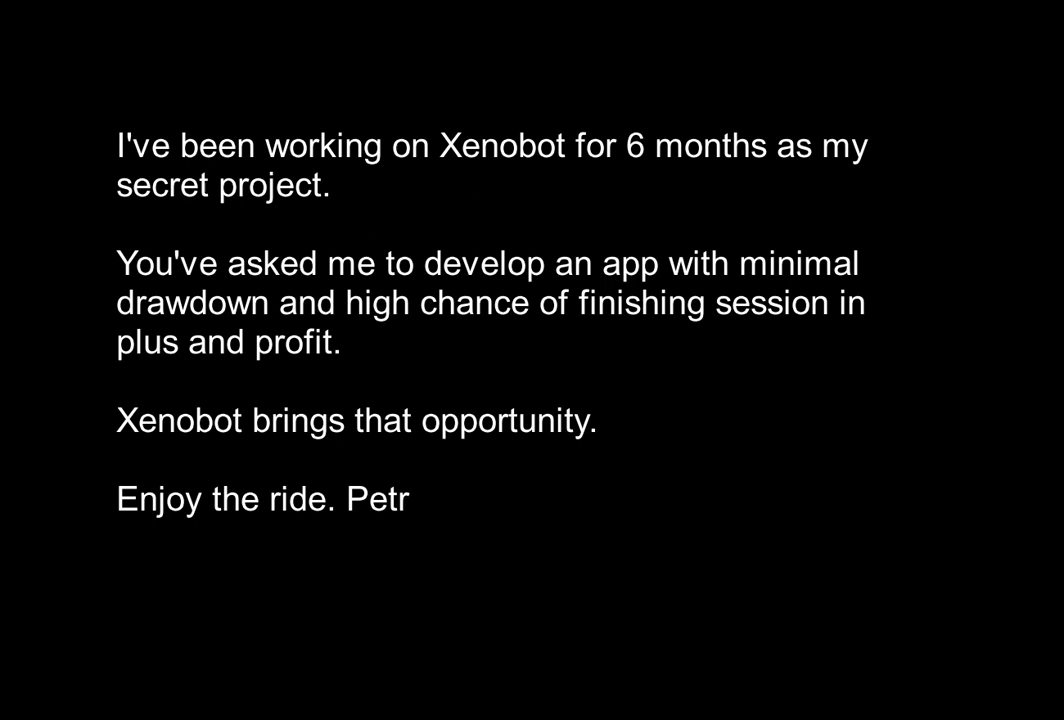 I've been working on Xenobot for 6 months as my
secret project.
You've asked me to develop an app with minimal
drawdown and high chance of finishing session in
plus and profit.
Xenobot brings that opportunity.
Enjoy the ride. Petr